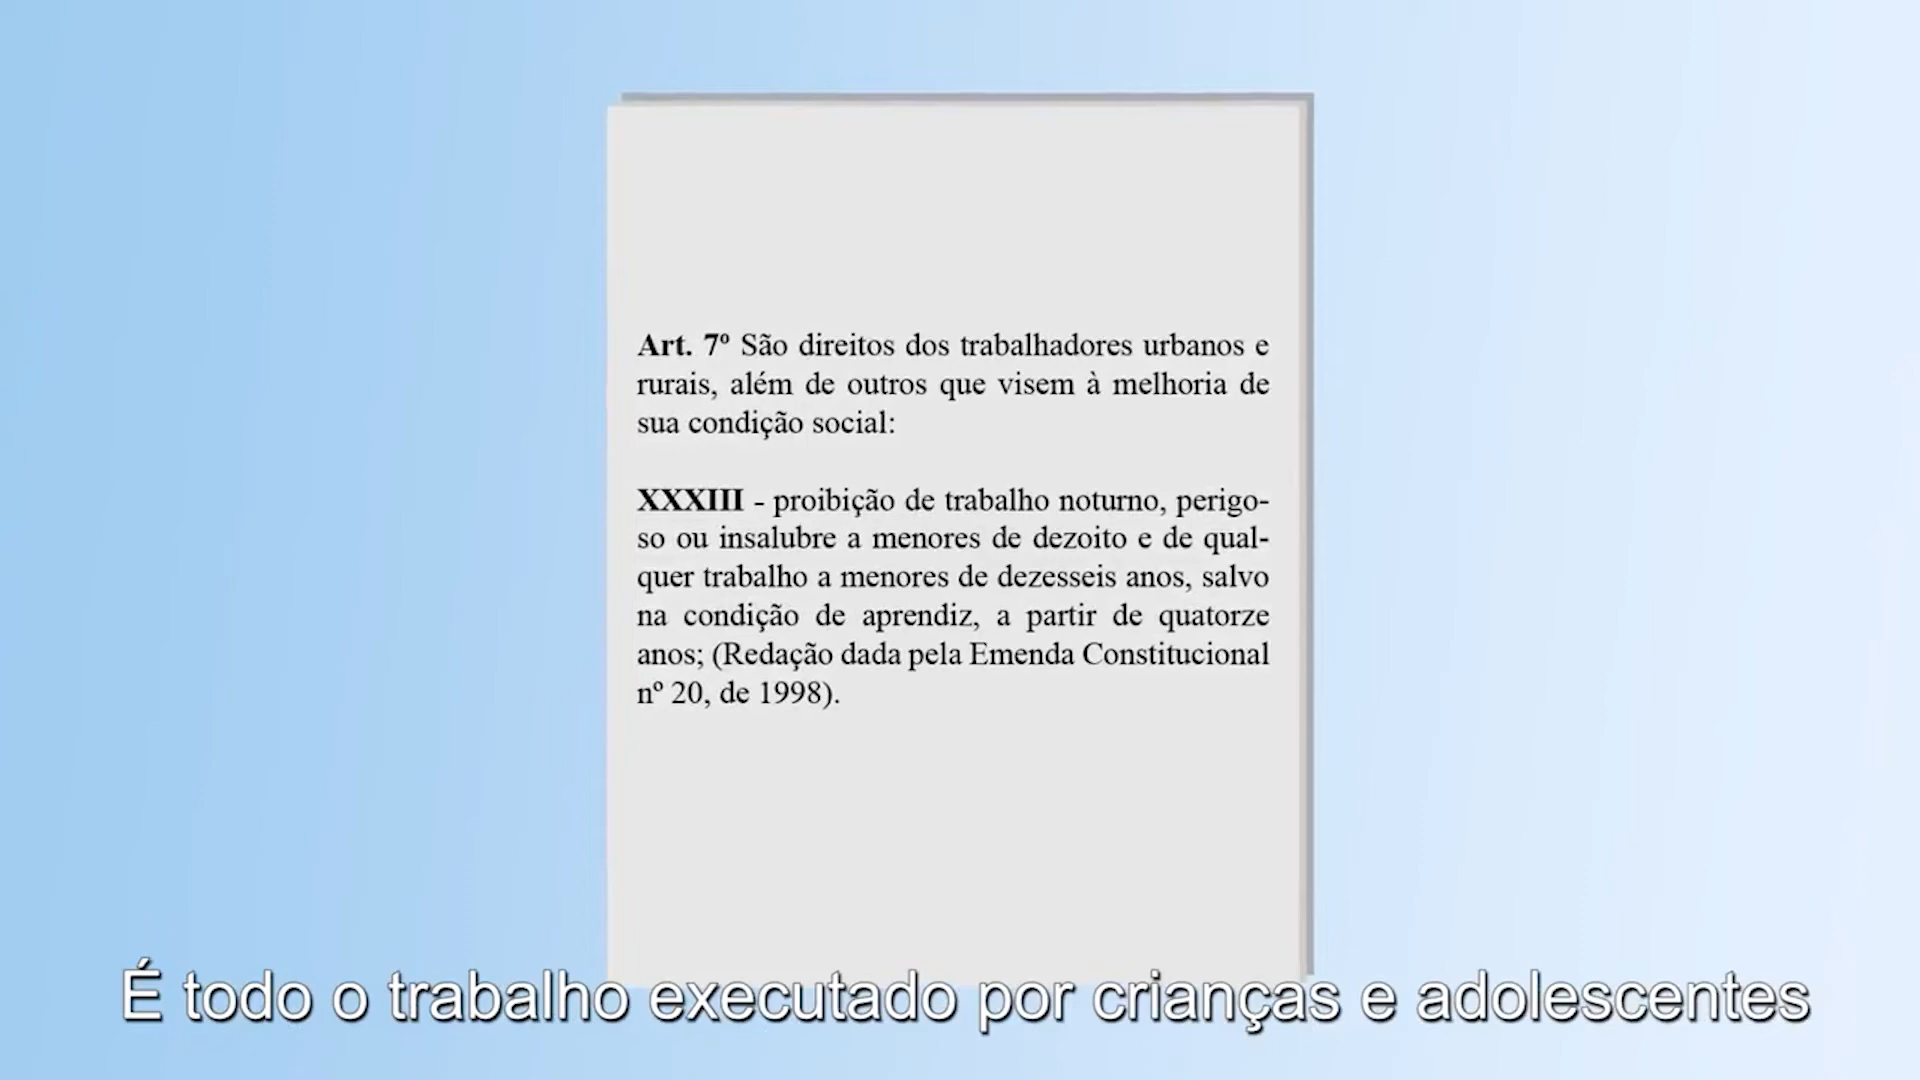 Art. 7º São direitos dos trabalhadores urbanos e
rurais, além de outros que visem à melhoria de
sua condição social:
XXXIII - proibição de trabalho noturno, perigo-
so ou insalubre a menores de dezoito e de qual-
quer trabalho a menores de dezesseis anos, salvo
na condição de aprendiz, a partir de quatorze
anos; (Redação dada pela Emenda Constitucional
nº 20, de 1998).
É todo o trabalho executado por crianças e adolescentes